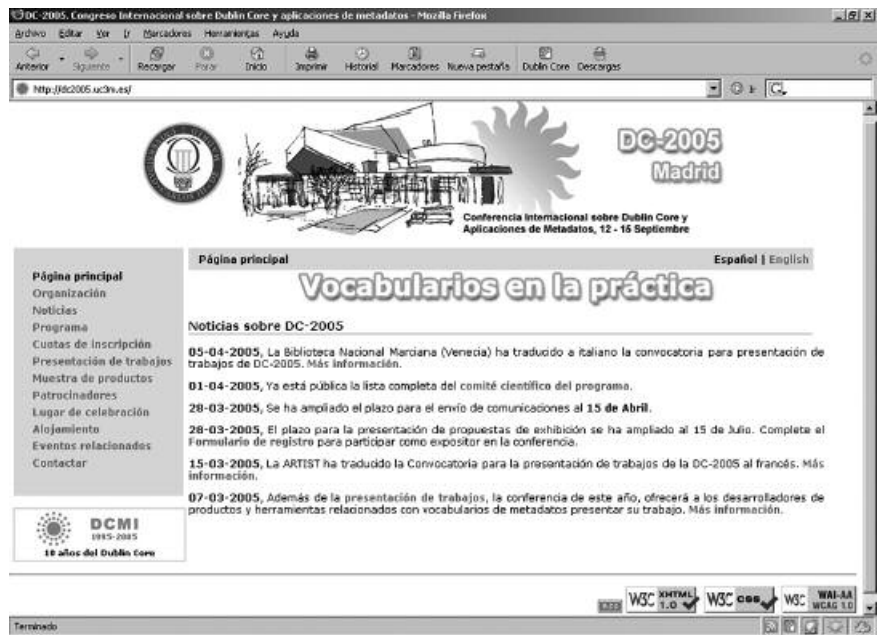 DC-2005. Congreso Internacional sobre Dublin Core y aplicaciones de metadatos - Mozilla Firefox
Archivo Editar Ver Ir Marcadores Herramientas Ayuda
Anterior Siguiente Recargar Parar Inicio Imprimir Historial Marcadores Nueva pestaña Dublin Core Descargas
http://dc2005.uc3m.es/
DC-2005
Madrid
Conferencia Internacional sobre Dublin Core y
Aplicaciones de Metadatos, 12 - 15 Septiembre
Página principal
Español | English
Vocabularios en la práctica
Página principal
Organización
Noticias
Programa
Cuotas de inscripción
Presentación de trabajos
Muestra de productos
Patrocinadores
Lugar de celebración
Alojamiento
Eventos relacionados
Contactar
DCMI
1995-2005
10 años del Dublin Core
Noticias sobre DC-2005
05-04-2005, La Biblioteca Nacional Marciana (Venecia) ha traducido a italiano la convocatoria para presentación de
trabajos de DC-2005. Más información.
01-04-2005, Ya está pública la lista completa del comité científico del programa.
28-03-2005, Se ha ampliado el plazo para el envío de comunicaciones al 15 de Abril.
28-03-2005, El plazo para la presentación de propuestas de exhibición se ha ampliado al 15 de Julio. Complete el
Formulario de registro para participar como expositor en la conferencia.
15-03-2005, La ARTIST ha traducido la Convocatoria para la presentación de trabajos de la DC-2005 al francés. Más
información.
07-03-2005, Además de la presentación de trabajos, la conferencia de este año, ofrecerá a los desarrolladores de
productos y herramientas relacionados con vocabularios de metadatos presentar su trabajo. Más información.
W3C XHTML 1.0
W3C CSS
W3C WAI-AA WCAG 1.0
Terminado